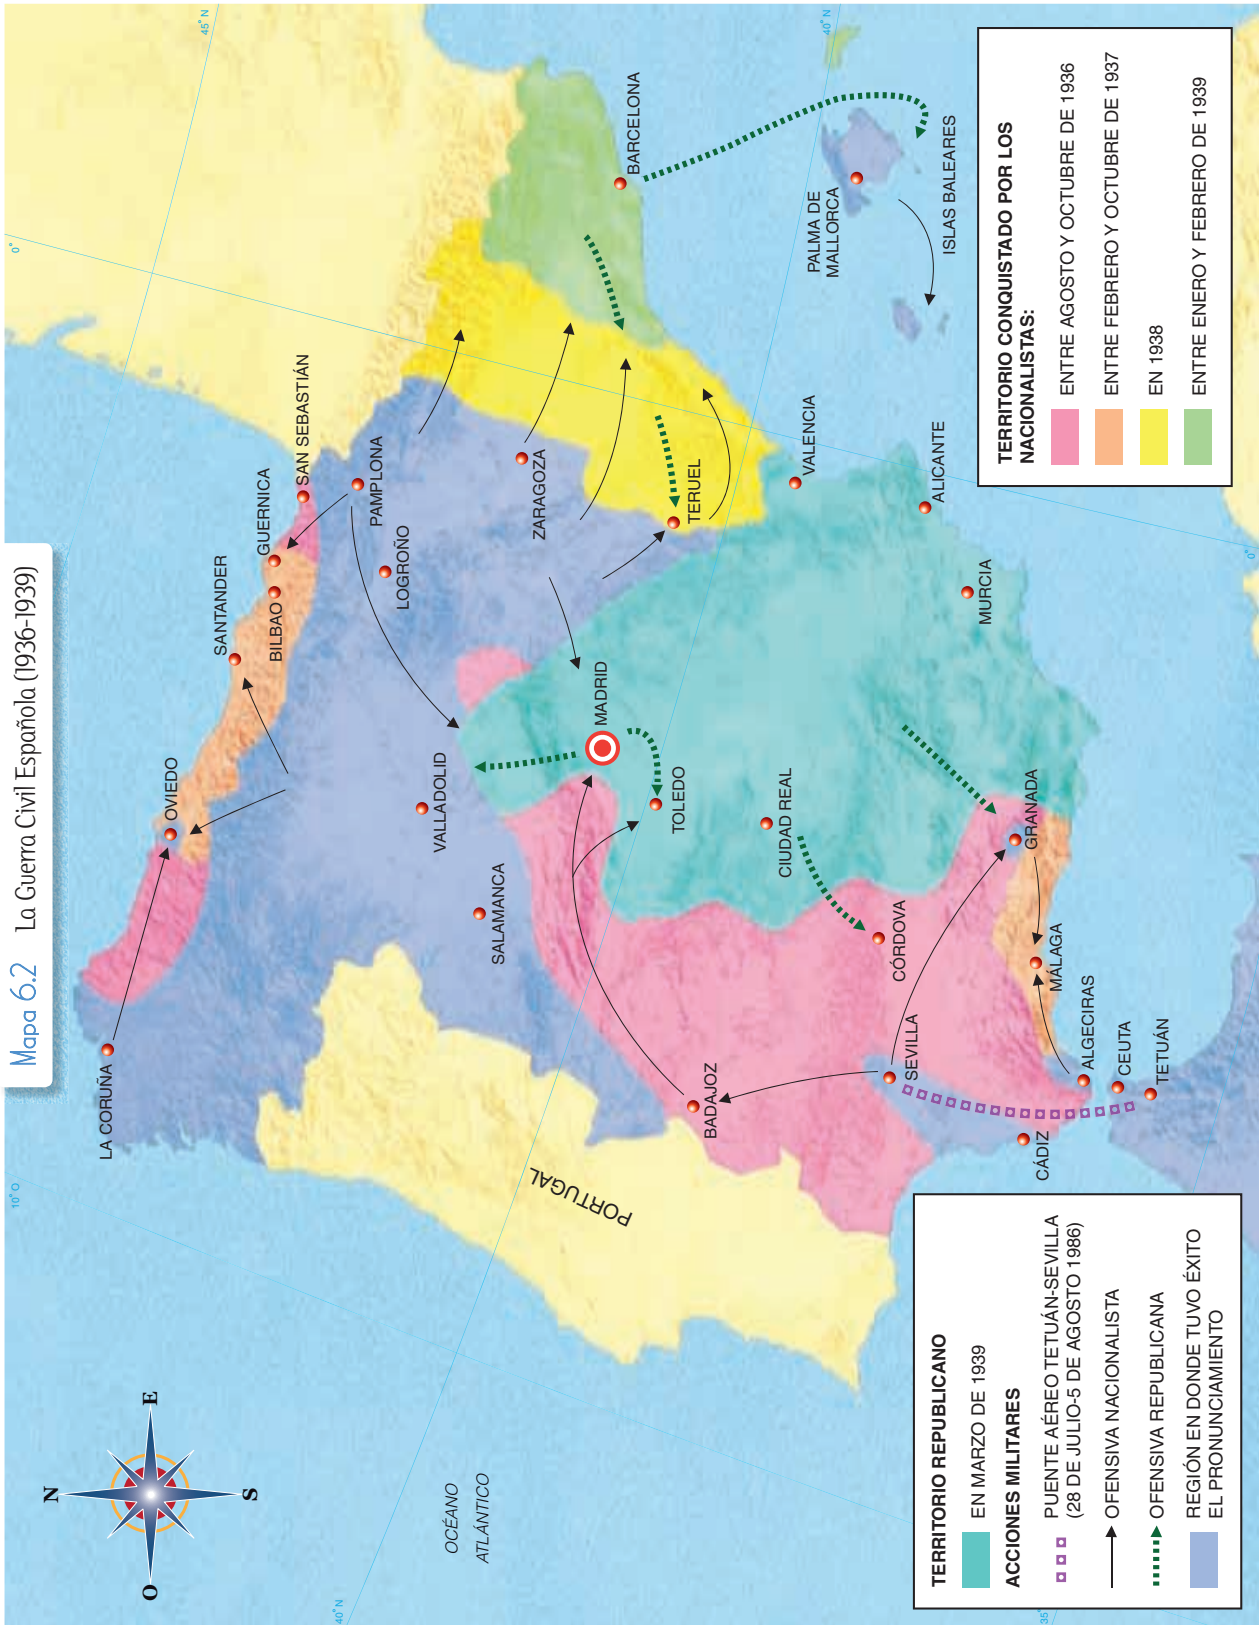 Mapa 6.2 La Guerra Civil Española (1936-1939)
N
E
S
O
OCÉANO
ATLÁNTICO
10° O
0°
45° N
40° N
40° N
35°
0°
LA CORUÑA
OVIEDO
SANTANDER
BILBAO
GUERNICA
SAN SEBASTIÁN
PAMPLONA
LOGROÑO
VALLADOLID
SALAMANCA
ZARAGOZA
BARCELONA
TERUEL
MADRID
TOLEDO
CIUDAD REAL
VALENCIA
ALICANTE
MURCIA
PALMA DE
MALLORCA
ISLAS BALEARES
PORTUGAL
BADAJOZ
CÓRDOVA
SEVILLA
GRANADA
MÁLAGA
CÁDIZ
ALGECIRAS
CEUTA
TETUÁN
TERRITORIO REPUBLICANO
EN MARZO DE 1939
ACCIONES MILITARES
PUENTE AÉREO TETUÁN-SEVILLA
(28 DE JULIO-5 DE AGOSTO 1986)
OFENSIVA NACIONALISTA
OFENSIVA REPUBLICANA
REGIÓN EN DONDE TUVO ÉXITO
EL PRONUNCIAMIENTO
TERRITORIO CONQUISTADO POR LOS
NACIONALISTAS:
ENTRE AGOSTO Y OCTUBRE DE 1936
ENTRE FEBRERO Y OCTUBRE DE 1937
EN 1938
ENTRE ENERO Y FEBRERO DE 1939